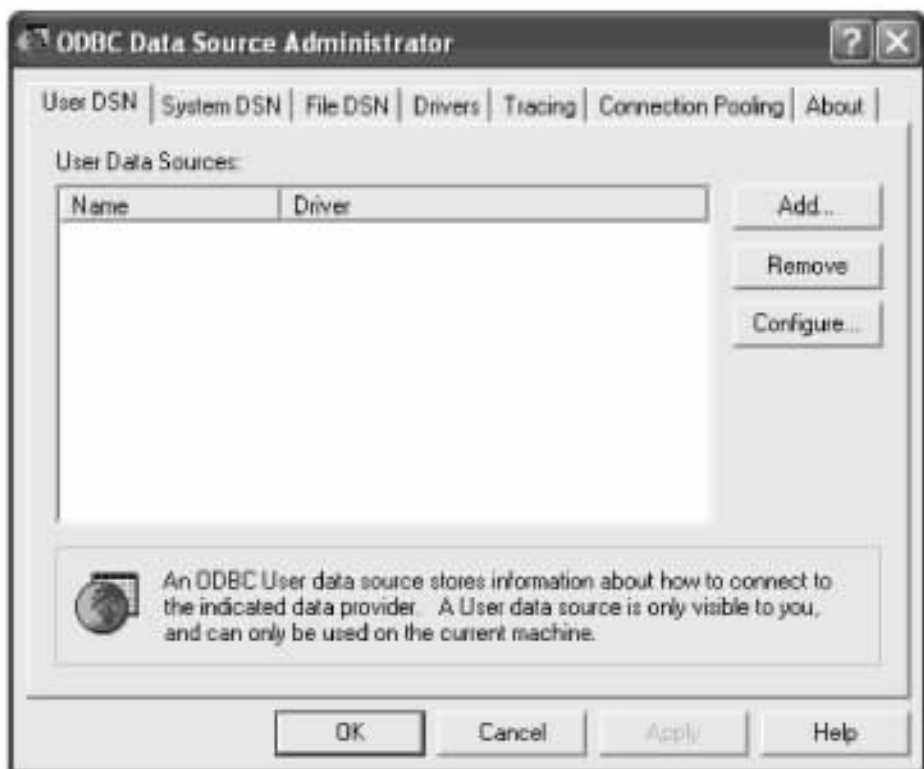 ODBC Data Source Administrator
User DSN System DSN File DSN Drivers Tracing Connection Pooling About
User Data Sources:
Name Driver
Add...
Remove
Configure...
An ODBC User data source stores information about how to connect to
the indicated data provider. A User data source is only visible to you,
and can only be used on the current machine.
OK Cancel Apply Help